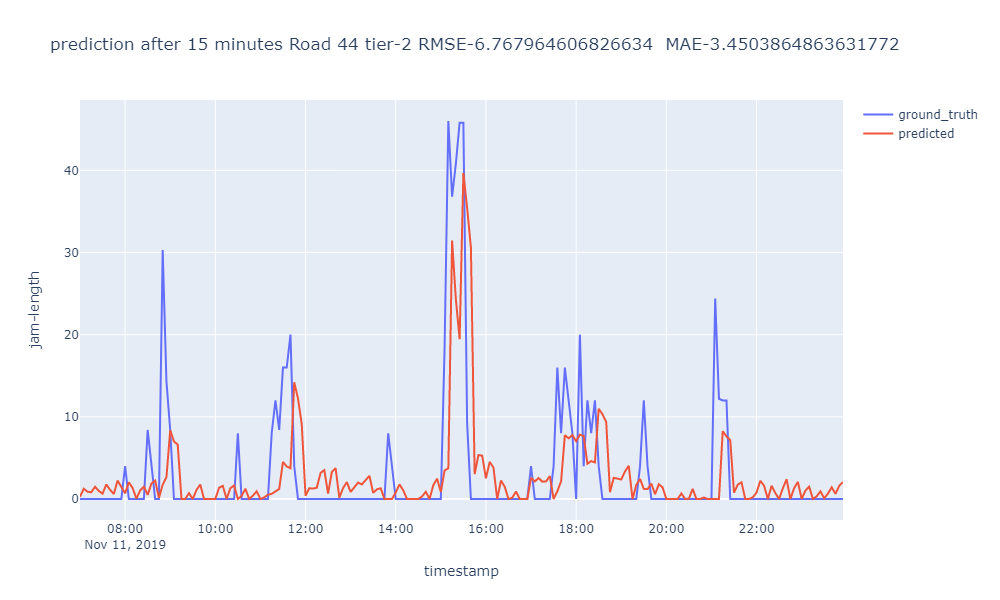 prediction after 15 minutes Road 44 tier-2 RMSE-6.767964606826634  MAE-3.4503864863631772
ground_truth
predicted
jam-length
40
30
20
10
0
08:00 10:00 12:00 14:00 16:00 18:00 20:00 22:00
Nov 11, 2019
timestamp